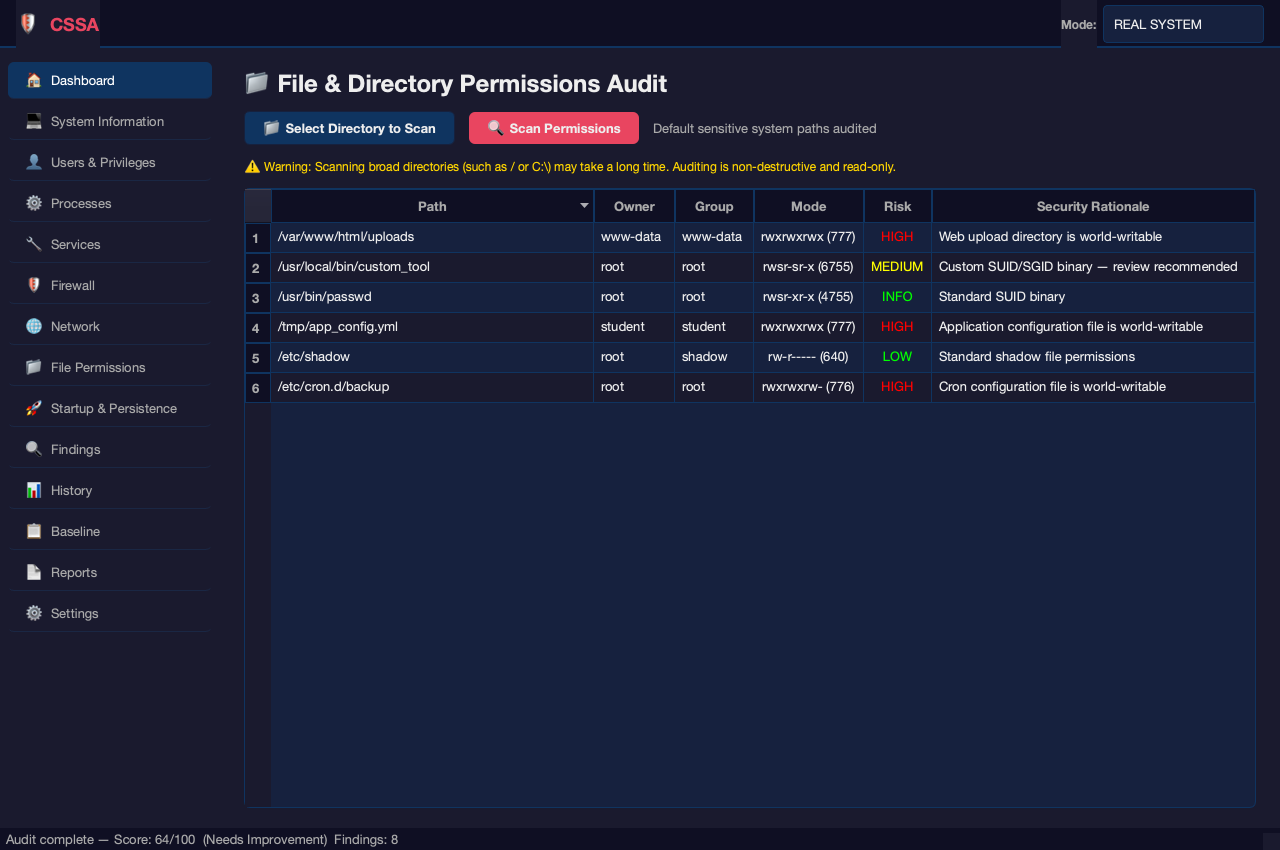 CSSA
Mode: REAL SYSTEM
Dashboard
System Information
Users & Privileges
Processes
Services
Firewall
Network
File Permissions
Startup & Persistence
Findings
History
Baseline
Reports
Settings
File & Directory Permissions Audit
Select Directory to Scan Scan Permissions Default sensitive system paths audited
Warning: Scanning broad directories (such as / or C:\) may take a long time. Auditing is non-destructive and read-only.
Path Owner Group Mode Risk Security Rationale
1 /var/www/html/uploads www-data www-data rwxrwxrwx (777) HIGH Web upload directory is world-writable
2 /usr/local/bin/custom_tool root root rwsr-sr-x (6755) MEDIUM Custom SUID/SGID binary — review recommended
3 /usr/bin/passwd root root rwsr-xr-x (4755) INFO Standard SUID binary
4 /tmp/app_config.yml student student rwxrwxrwx (777) HIGH Application configuration file is world-writable
5 /etc/shadow root shadow rw-r----- (640) LOW Standard shadow file permissions
6 /etc/cron.d/backup root root rwxrwxrw- (776) HIGH Cron configuration file is world-writable
Audit complete — Score: 64/100 (Needs Improvement) Findings: 8